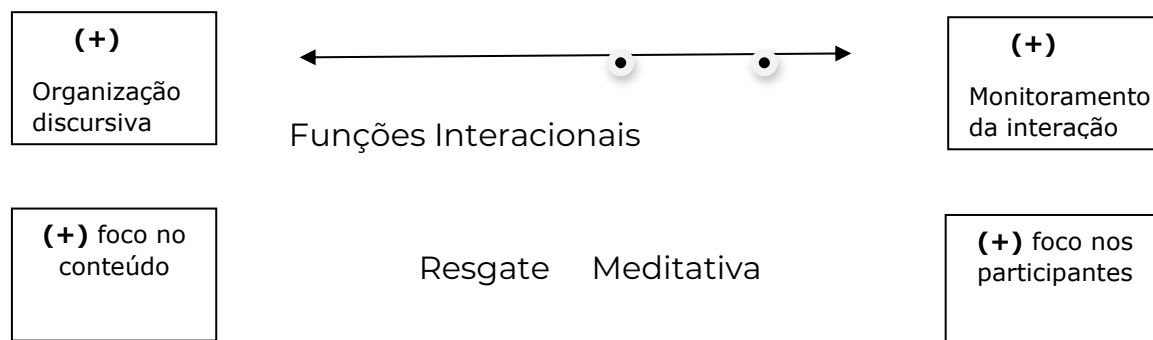 (+)
Organização
discursiva
(+)
Monitoramento
da interação
Funções Interacionais
(+) foco no
conteúdo
Resgate Meditativa
(+) foco nos
participantes